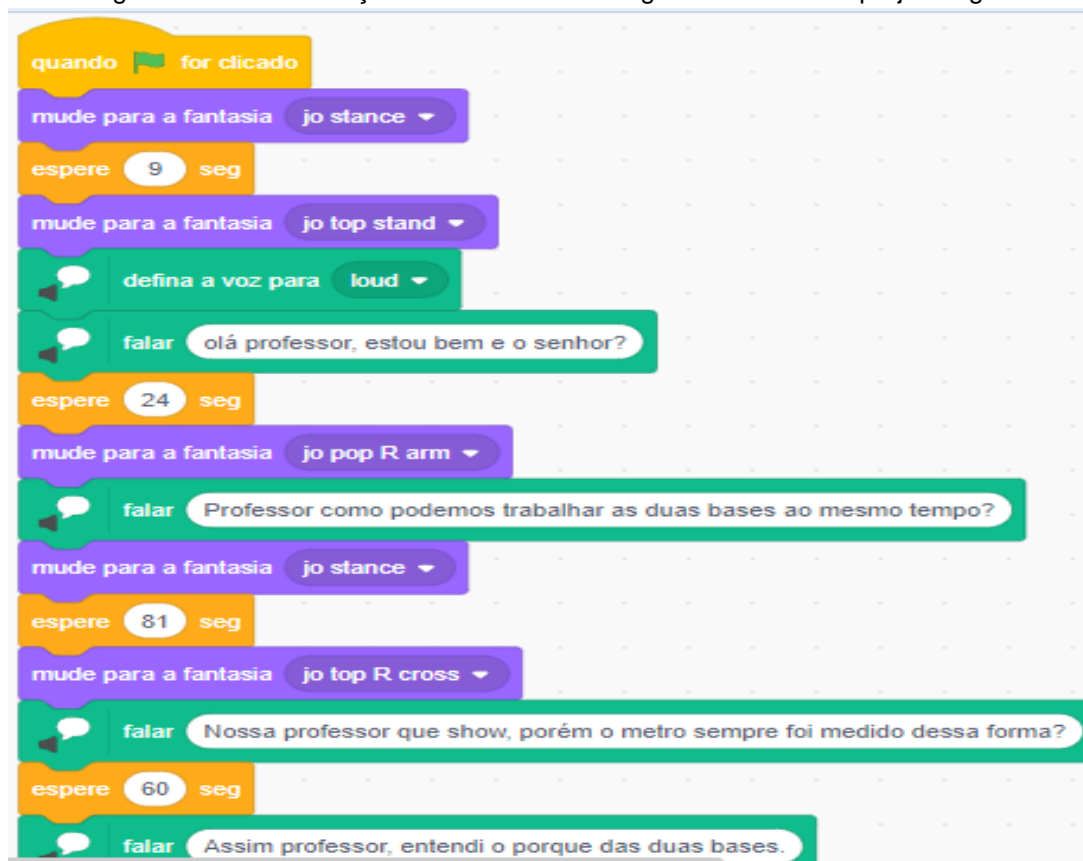 quando for clicado
mude para a fantasia jo stance
espere 9 seg
mude para a fantasia jo top stand
defina a voz para loud
falar olá professor, estou bem e o senhor?
espere 24 seg
mude para a fantasia jo pop R arm
falar Professor como podemos trabalhar as duas bases ao mesmo tempo?
mude para a fantasia jo stance
espere 81 seg
mude para a fantasia jo top R cross
falar Nossa professor que show, porém o metro sempre foi medido dessa forma?
espere 60 seg
falar Assim professor, entendi o porque das duas bases.